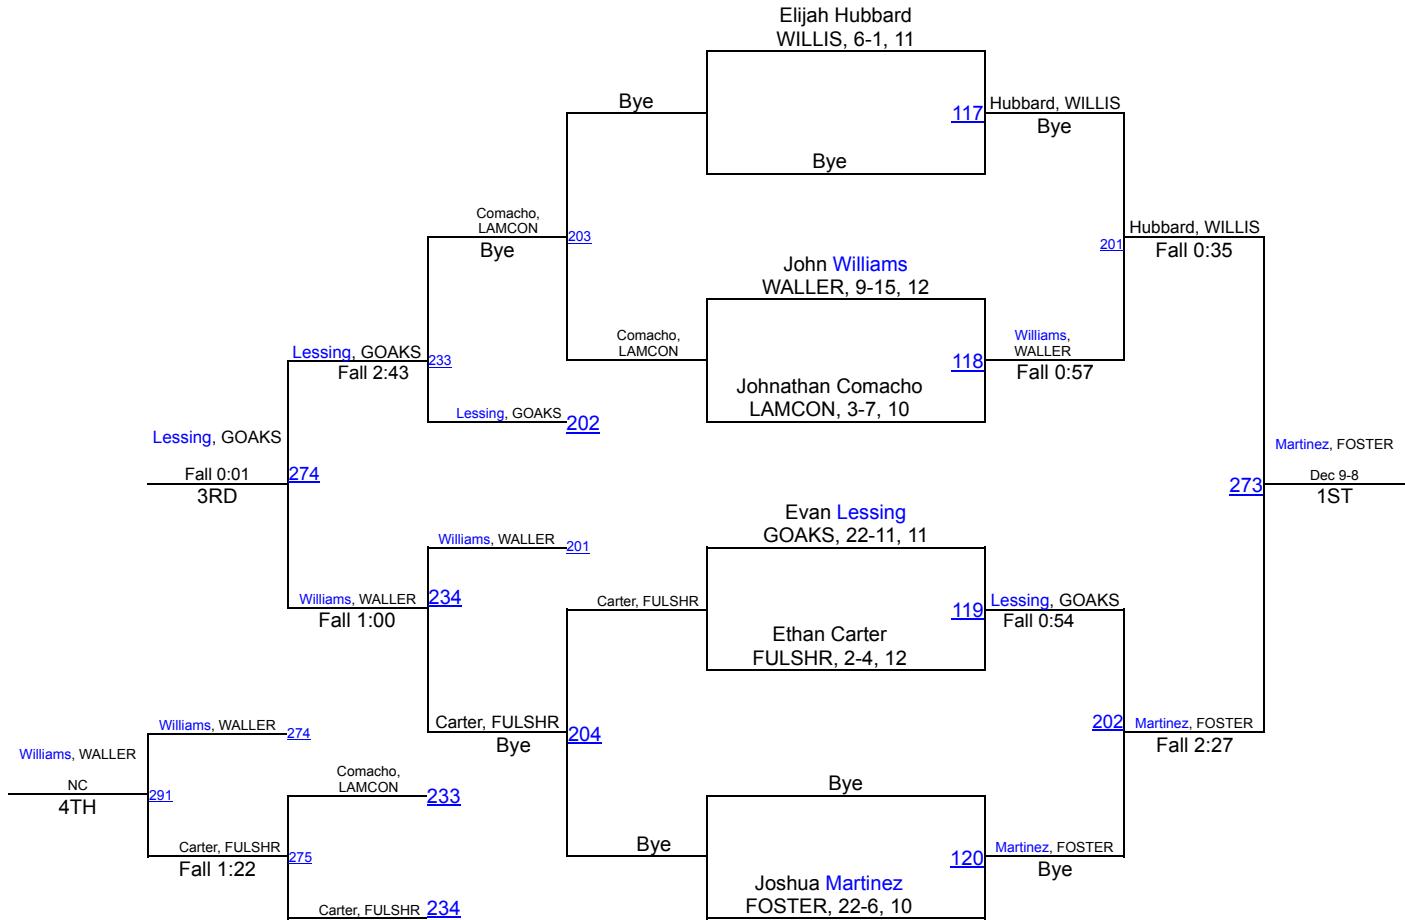 Elijah Hubbard
WILLIS, 6-1, 11
Bye
117
Hubbard, WILLIS
Bye
Bye
Comacho,
LAMCON
Bye
203
Hubbard, WILLIS
201
Fall 0:35
John Williams
WALLER, 9-15, 12
Comacho,
LAMCON
Williams,
WALLER
118
Fall 0:57
Lessing, GOAKS
233
Fall 2:43
Johnathan Comacho
LAMCON, 3-7, 10
Lessing, GOAKS
202
Lessing, GOAKS
Fall 0:01
274
3RD
Martinez, FOSTER
Dec 9-8
273
1ST
Evan Lessing
GOAKS, 22-11, 11
Williams, WALLER
201
Williams, WALLER
234
Fall 1:00
Carter, FULSHR
119
Lessing, GOAKS
Fall 0:54
Ethan Carter
FULSHR, 2-4, 12
Carter, FULSHR
204
Bye
202
Martinez, FOSTER
Fall 2:27
Williams, WALLER
274
Williams, WALLER
NC
291
4TH
Comacho,
LAMCON
233
Bye
Carter, FULSHR
275
Fall 1:22
Bye
120
Martinez, FOSTER
Bye
Joshua Martinez
FOSTER, 22-6, 10
Carter, FULSHR
234